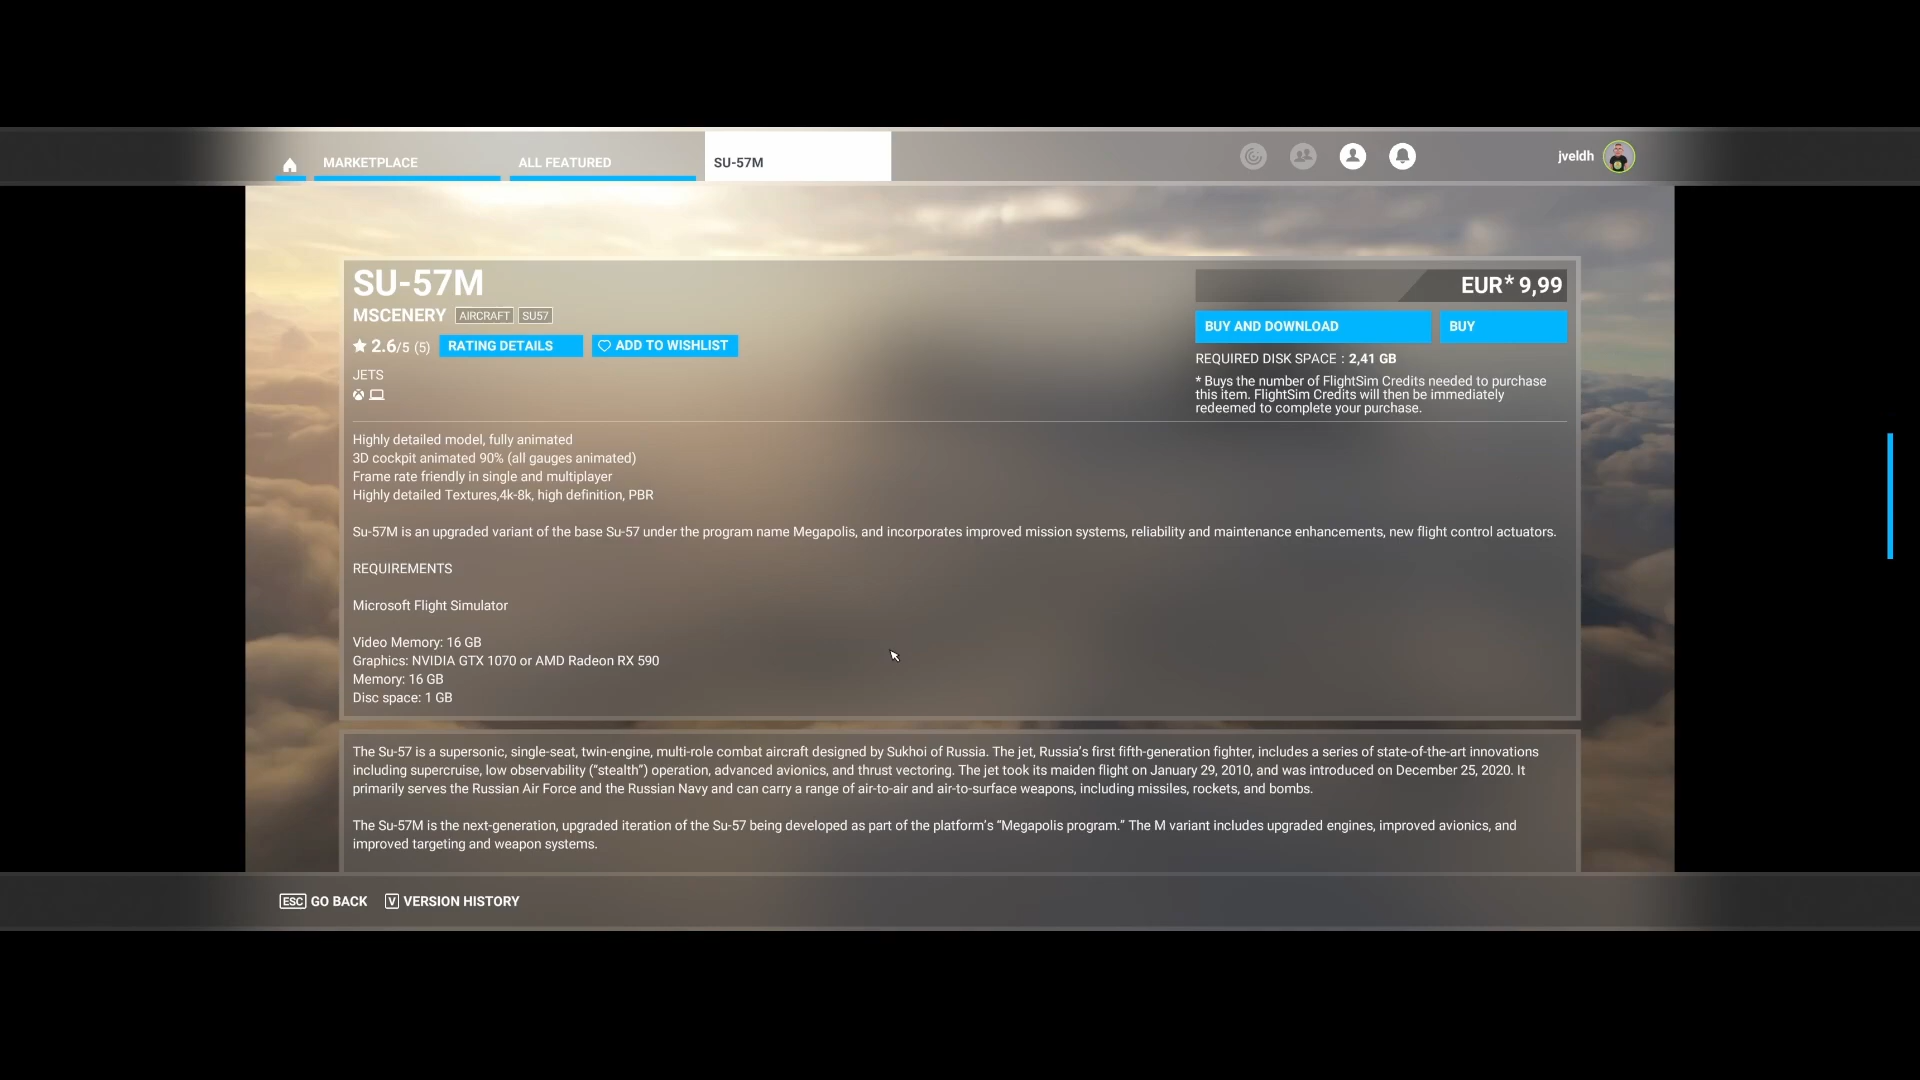 MARKETPLACE
ALL FEATURED
SU-57M
jveldh
SU-57M
MSCENERY AIRCRAFT SU57
2.6/5 (5) RATING DETAILS ADD TO WISHLIST
JETS
EUR* 9,99
BUY AND DOWNLOAD BUY
REQUIRED DISK SPACE : 2,41 GB
* Buys the number of FlightSim Credits needed to purchase
this item. FlightSim Credits will then be immediately
redeemed to complete your purchase.
Highly detailed model, fully animated
3D cockpit animated 90% (all gauges animated)
Frame rate friendly in single and multiplayer
Highly detailed Textures,4k-8k, high definition, PBR
Su-57M is an upgraded variant of the base Su-57 under the program name Megapolis, and incorporates improved mission systems, reliability and maintenance enhancements, new flight control actuators.
REQUIREMENTS
Microsoft Flight Simulator
Video Memory: 16 GB
Graphics: NVIDIA GTX 1070 or AMD Radeon RX 590
Memory: 16 GB
Disc space: 1 GB
The Su-57 is a supersonic, single-seat, twin-engine, multi-role combat aircraft designed by Sukhoi of Russia. The jet, Russia’s first fifth-generation fighter, includes a series of state-of-the-art innovations
including supercruise, low observability (“stealth”) operation, advanced avionics, and thrust vectoring. The jet took its maiden flight on January 29, 2010, and was introduced on December 25, 2020. It
primarily serves the Russian Air Force and the Russian Navy and can carry a range of air-to-air and air-to-surface weapons, including missiles, rockets, and bombs.
The Su-57M is the next-generation, upgraded iteration of the Su-57 being developed as part of the platform’s “Megapolis program.” The M variant includes upgraded engines, improved avionics, and
improved targeting and weapon systems.
ESC GO BACK V VERSION HISTORY